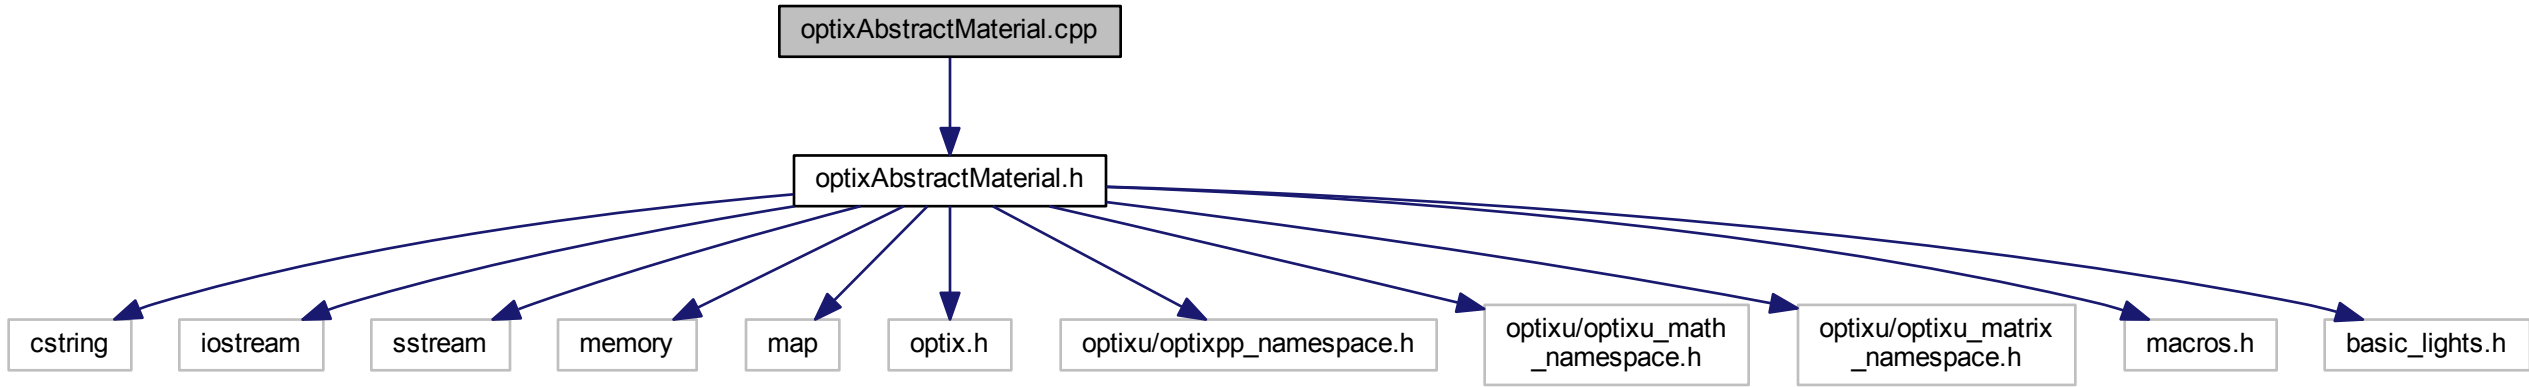 optixAbstractMaterial.cpp
optixAbstractMaterial.h
cstring
iostream
sstream
memory
map
optix.h
optixu/optixpp_namespace.h
optixu/optixu_math
_namespace.h
optixu/optixu_matrix
_namespace.h
macros.h
basic_lights.h